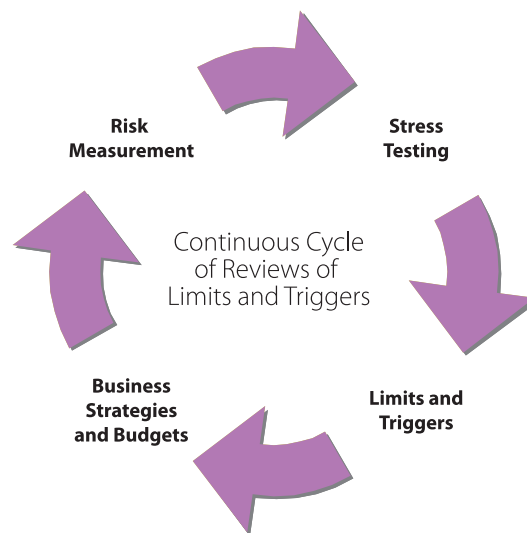 Risk
Measurement
Stress
Testing
Continuous Cycle
of Reviews of
Limits and Triggers
Business
Strategies
and Budgets
Limits and
Triggers